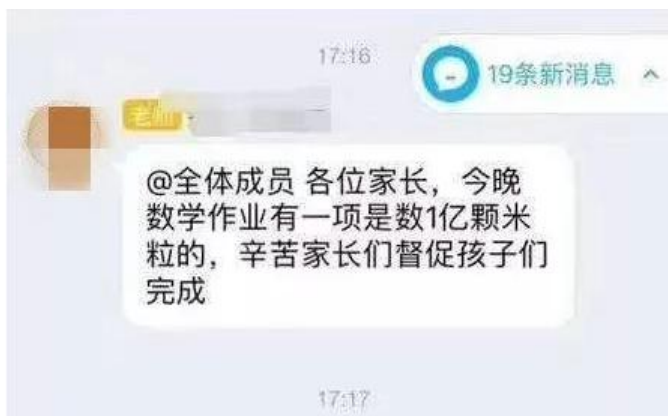 17:16
19条新消息
老师
@全体成员 各位家长，今晚
数学作业有一项是数1亿颗米
粒的，辛苦家长们督促孩子们
完成
17:17